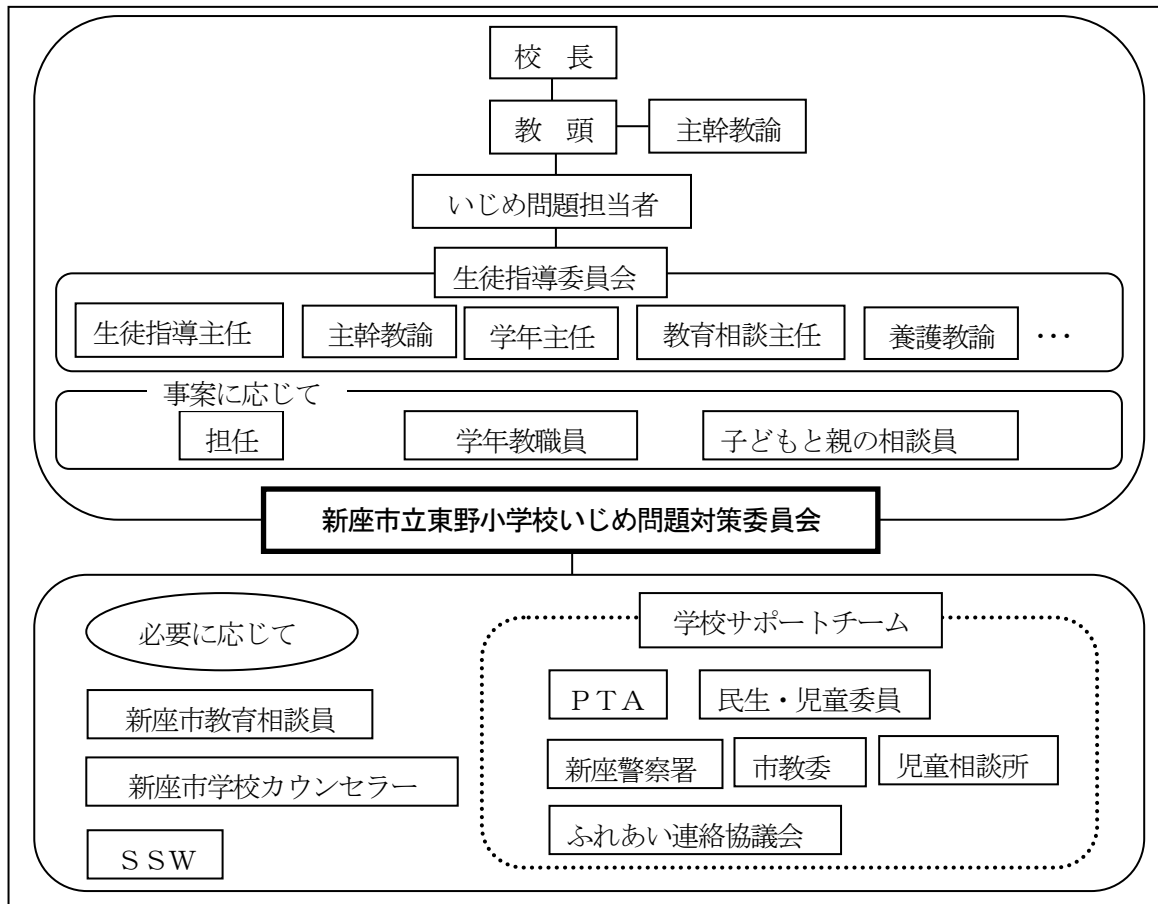 校　長
教　頭　主幹教諭
いじめ問題担当者
生徒指導委員会
生徒指導主任　主幹教諭　学年主任　教育相談主任　養護教諭　…
事案に応じて
担任　学年教職員　子どもと親の相談員
新座市立東野小学校いじめ問題対策委員会
必要に応じて
新座市教育相談員
新座市学校カウンセラー
ＳＳＷ
学校サポートチーム
ＰＴＡ　民生・児童委員
新座警察署　市教委　児童相談所
ふれあい連絡協議会